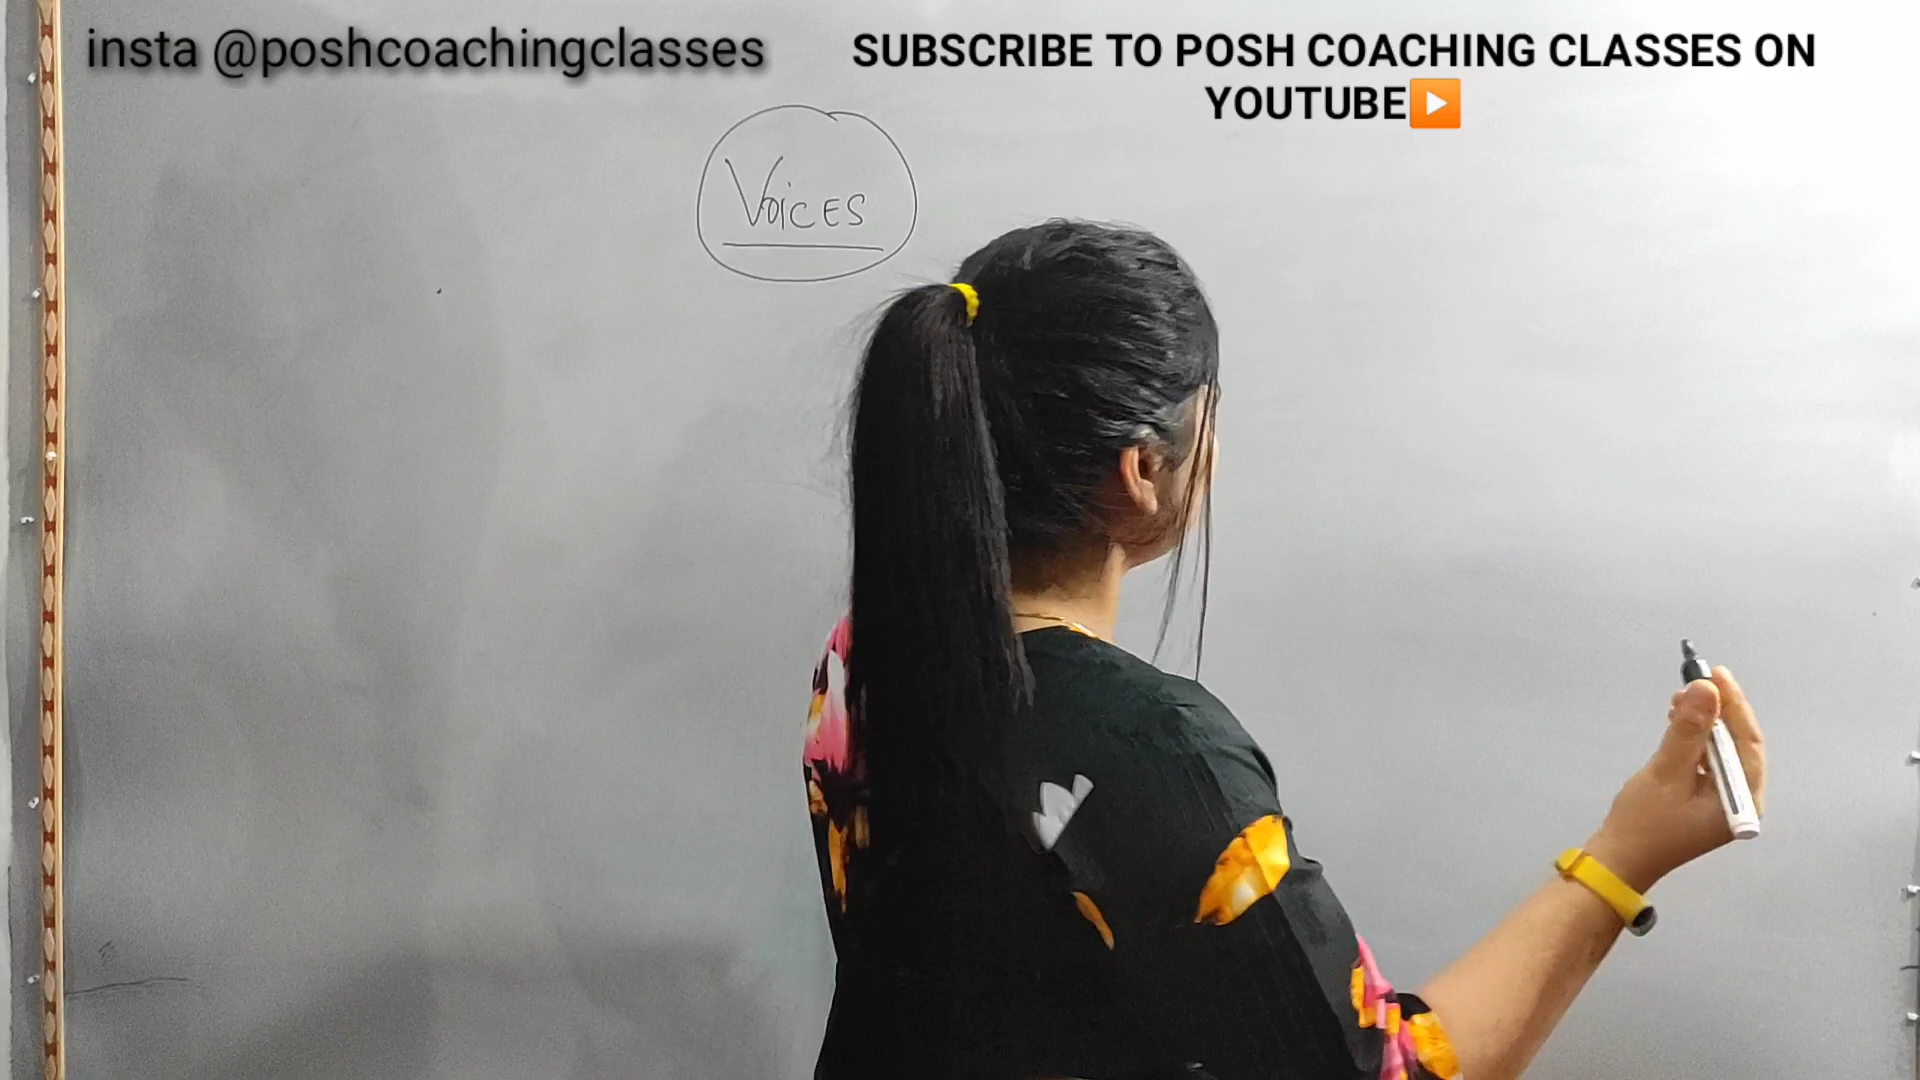 insta @poshcoachingclasses
SUBSCRIBE TO POSH COACHING CLASSES ON
YOUTUBE▶️
VOICES